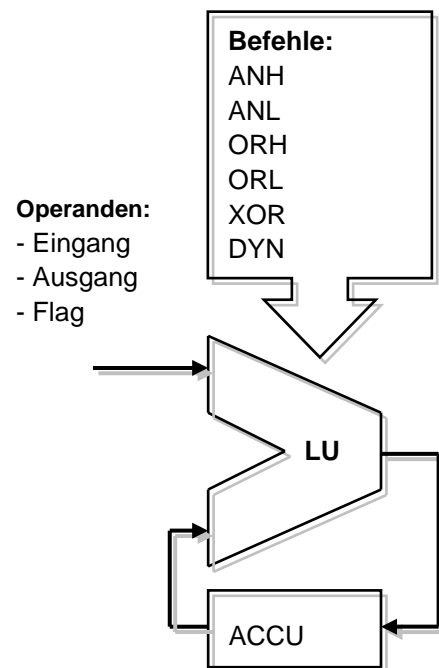 Befehle:
ANH
ANL
ORH
ORL
XOR
DYN
Operanden:
- Eingang
- Ausgang
- Flag
LU
ACCU